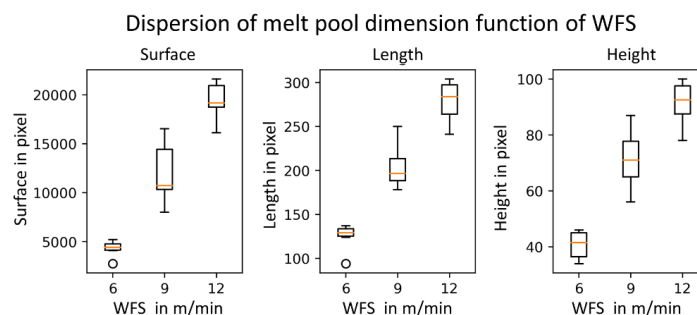 Dispersion of melt pool dimension function of WFS
Surface
Length
Height
Surface in pixel
20000
15000
10000
5000
6
9
12
WFS in m/min
Length in pixel
300
250
200
150
100
6
9
12
WFS in m/min
Height in pixel
100
80
60
40
6
9
12
WFS in m/min